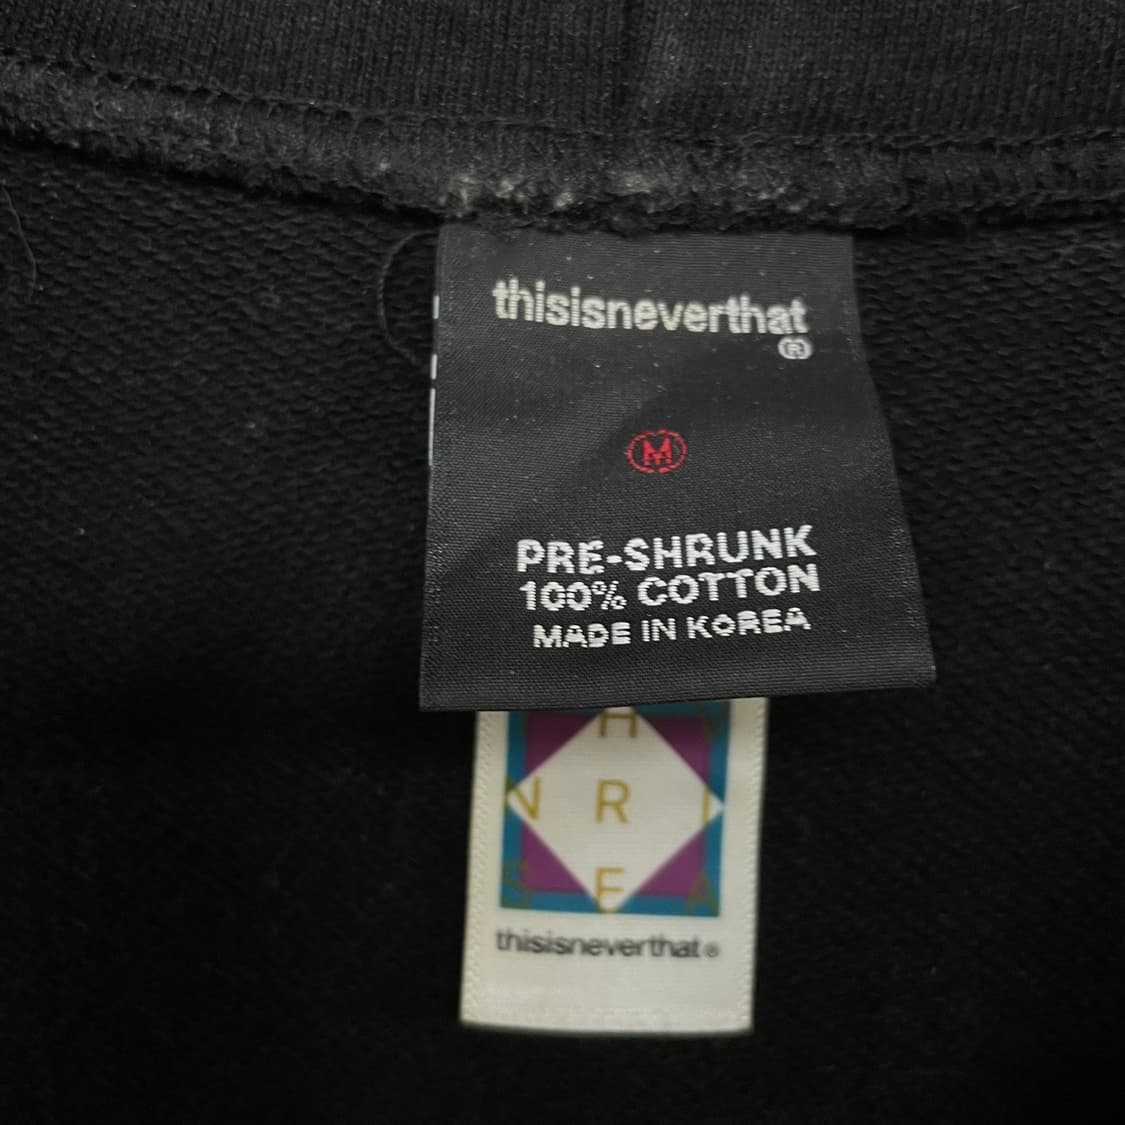 thisisneverthat
®
M
PRE-SHRUNK
100% COTTON
MADE IN KOREA
H Y
N R I
S E A
thisisneverthat®